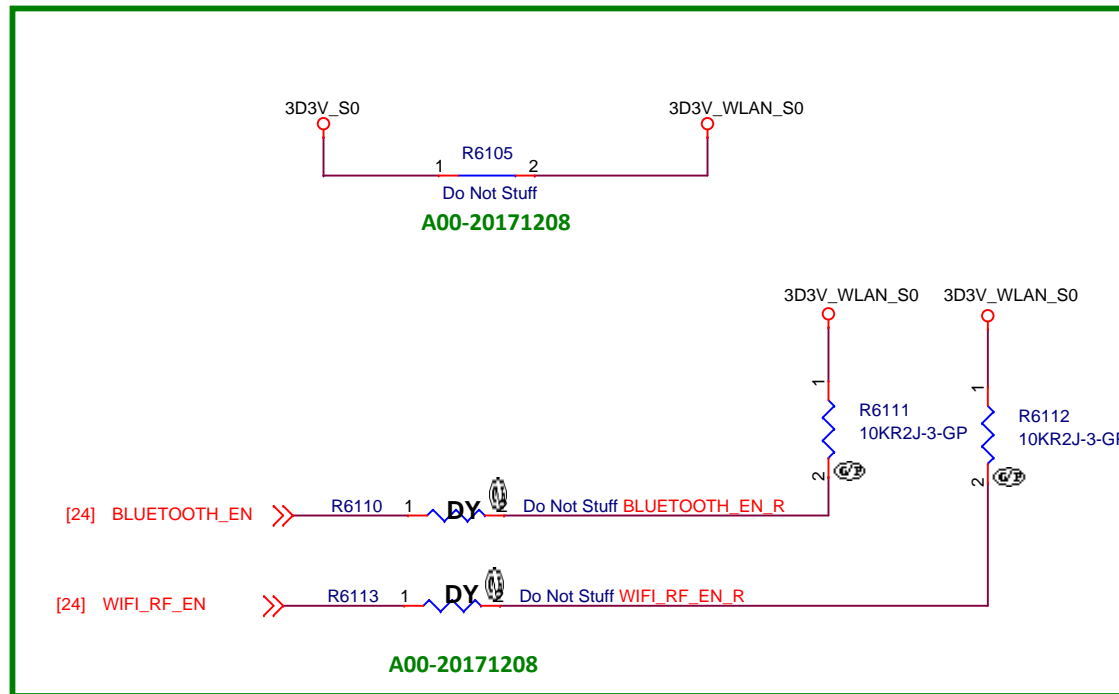 3D3V_S0 3D3V_WLAN_S0
R6105
1 2
Do Not Stuff
A00-20171208
3D3V_WLAN_S0 3D3V_WLAN_S0
1 1
R6111 R6112
10KR2J-3-GP 10KR2J-3-GP
2 G/P 2 G/P
[24] BLUETOOTH_EN R6110 1 DY 2 Do Not Stuff BLUETOOTH_EN_R
[24] WIFI_RF_EN R6113 1 DY 2 Do Not Stuff WIFI_RF_EN_R
A00-20171208